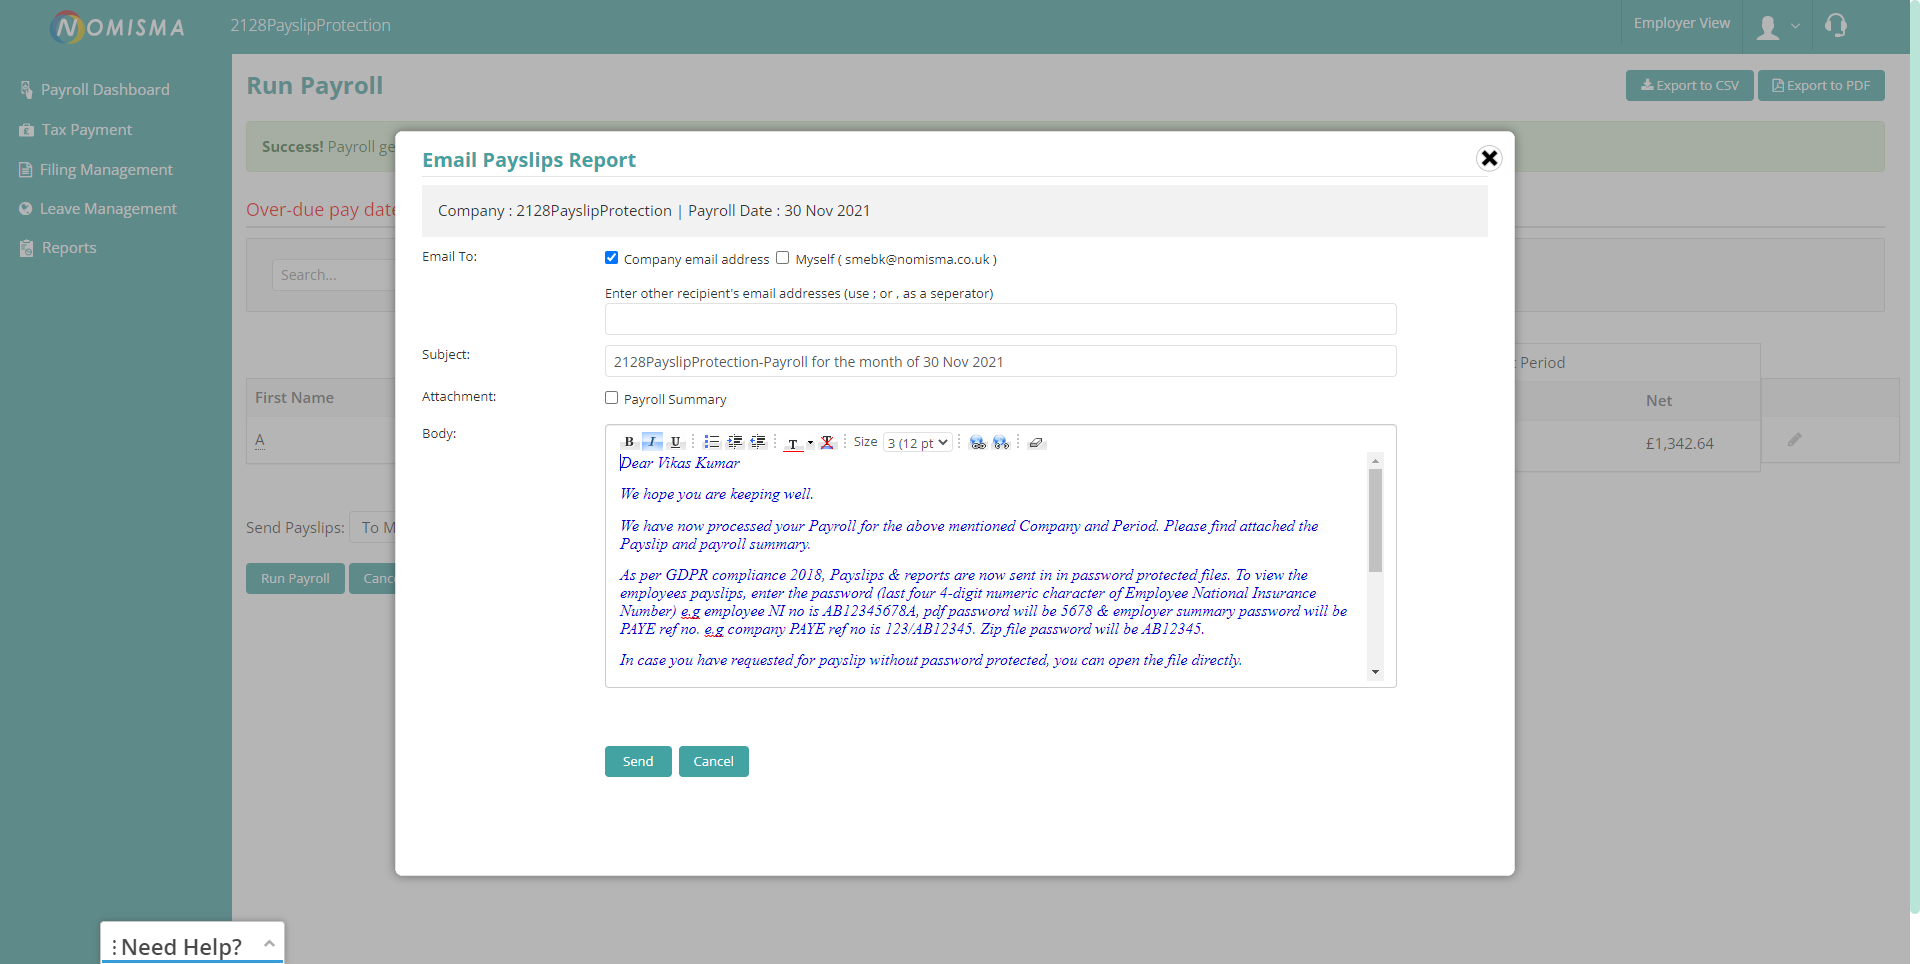 NOMISMA
2128PayslipProtection
Employer View
Payroll Dashboard
Tax Payment
Filing Management
Leave Management
Reports
Run Payroll
Export to CSV
Export to PDF
Success! Payroll ge
Over-due pay date
Search...
First Name
A
Period
Net
£1,342.64
Send Payslips: To M
Run Payroll
Canc
Email Payslips Report
Company : 2128PayslipProtection | Payroll Date : 30 Nov 2021
Email To:
Company email address
Myself ( smebk@nomisma.co.uk )
Enter other recipient's email addresses (use ; or , as a seperator)
Subject:
2128PayslipProtection-Payroll for the month of 30 Nov 2021
Attachment:
Payroll Summary
Body:
B I U T Size 3 (12 pt
Dear Vikas Kumar
We hope you are keeping well.
We have now processed your Payroll for the above mentioned Company and Period. Please find attached the
Payslip and payroll summary.
As per GDPR compliance 2018, Payslips & reports are now sent in in password protected files. To view the
employees payslips, enter the password (last four 4-digit numeric character of Employee National Insurance
Number) e.g employee NI no is AB12345678A, pdf password will be 5678 & employer summary password will be
PAYE ref no. e.g company PAYE ref no is 123/AB12345. Zip file password will be AB12345.
In case you have requested for payslip without password protected, you can open the file directly.
Send
Cancel
Need Help?